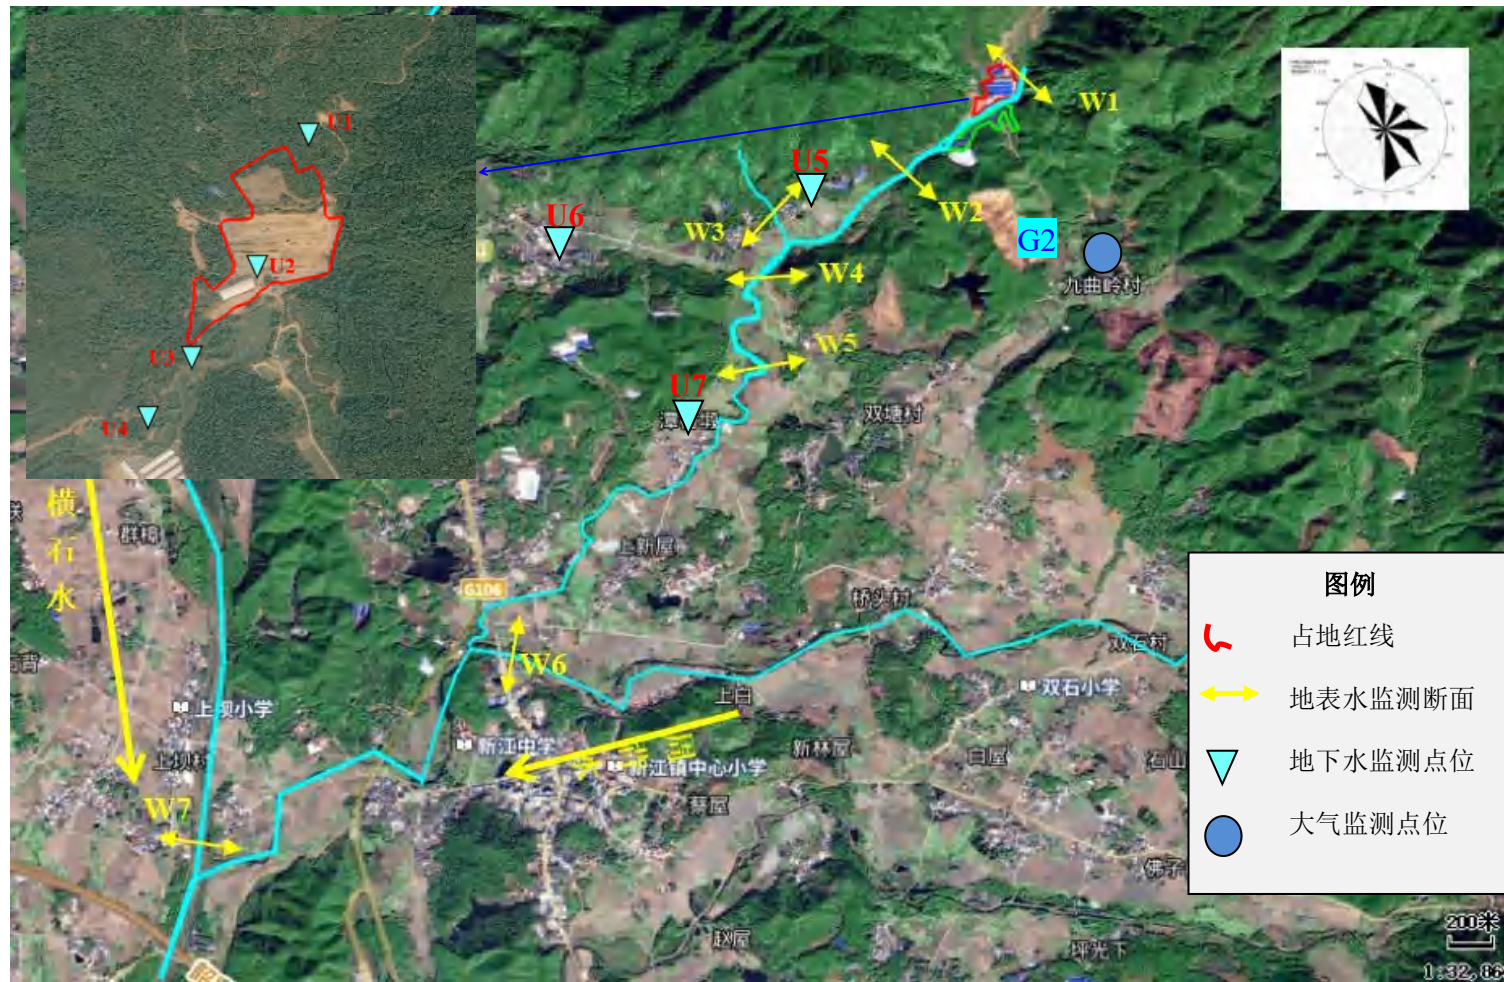 U1
U2
U3
U4
W1
U5
W2
U6
W3
G2
W4
九曲岭村
W5
U7
双塘村
横
石
水
群樟
上新屋
G106
桥头村
双石村
W6
双石小学
上白
上坝小学
新江中学
新林屋
白屋
新江镇中心小学
上坝村
W7
蔡屋
佛子
赵屋
坪光下
图例
占地红线
地表水监测断面
地下水监测点位
大气监测点位
200米